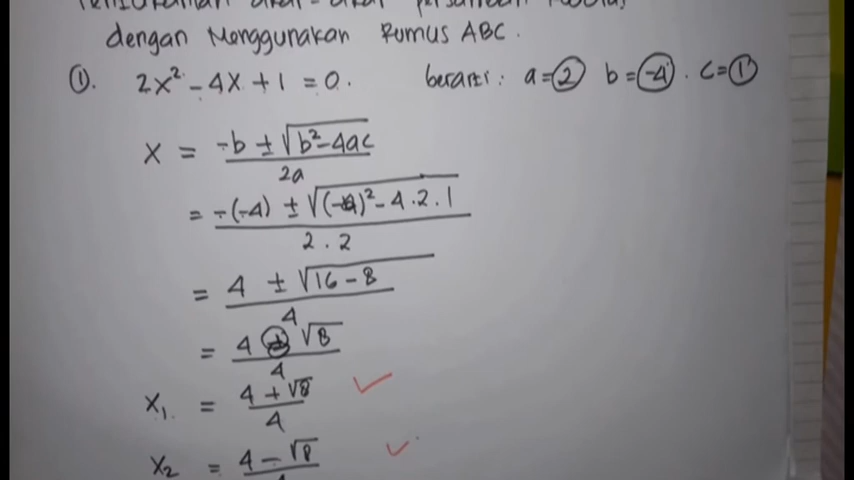 dengan Menggunakan Rumus ABC.
①. 2x² - 4x + 1 = 0. berarti : a = 2 b = -4 . c = 1
x = -b ± √b² - 4ac / 2a
= -(-4) ± √(-4)² - 4 . 2 . 1 / 2 . 2
= 4 ± √16 - 8 / 4
= 4 ± √8 / 4
x₁ = 4 + √8 / 4
x₂ = 4 - √8